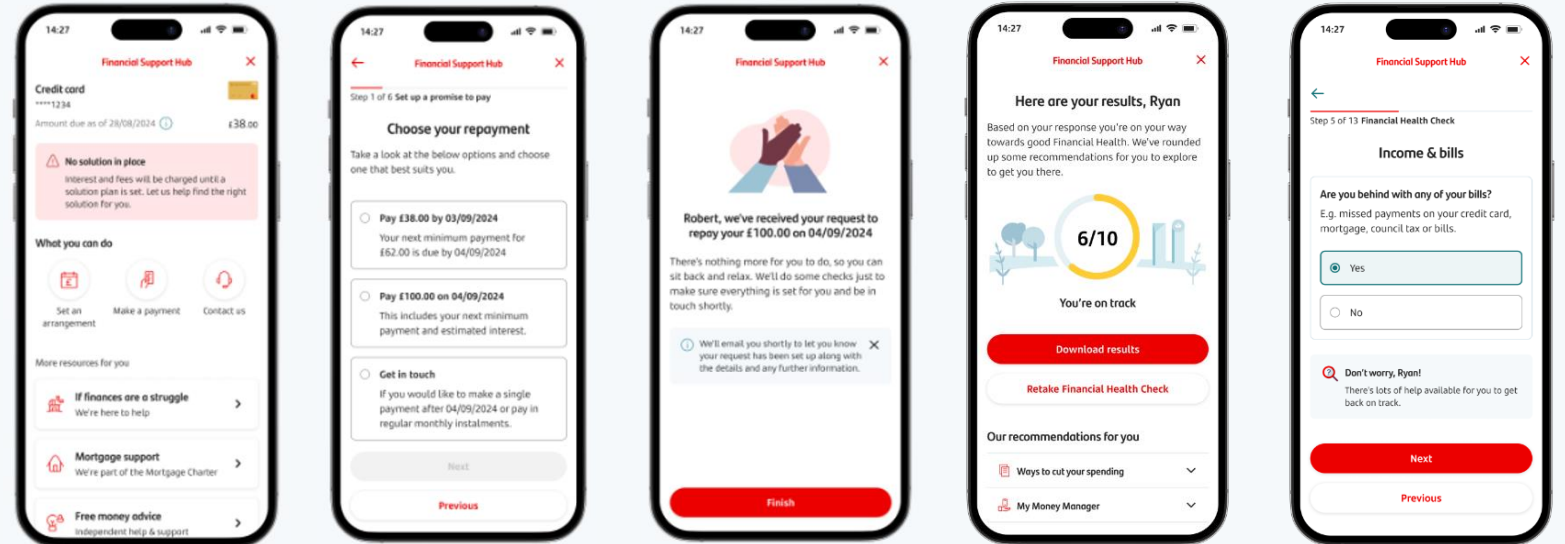 14:27
Financial Support Hub
Credit card
****1234
Amount due as of 28/08/2024
£38.00
No solution in place
Interest and fees will be charged until a
solution plan is set. Let us help find the right
solution for you.
What you can do
Set an
arrangement
Make a payment
Contact us
More resources for you
If finances are a struggle
We're here to help
Mortgage support
We're part of the Mortgage Charter
Free money advice
Independent help & support
14:27
Financial Support Hub
Step 1 of 6 Set up a promise to pay
Choose your repayment
Take a look at the below options and choose
one that best suits you.
Pay £38.00 by 03/09/2024
Your next minimum payment for
£62.00 is due by 04/09/2024
Pay £100.00 on 04/09/2024
This includes your next minimum
payment and estimated interest.
Get in touch
If you would like to make a single
payment after 04/09/2024 or pay in
regular monthly instalments.
Next
Previous
14:27
Financial Support Hub
Robert, we've received your request to
repay your £100.00 on 04/09/2024
There's nothing more for you to do, so you can
sit back and relax. We'll do some checks just to
make sure everything is set for you and be in
touch shortly.
We'll email you shortly to let you know
your request has been set up along with
the details and any further information.
Finish
14:27
Financial Support Hub
Here are your results, Ryan
Based on your response you're on your way
towards good Financial Health. We've rounded
up some recommendations for you to explore
to get you there.
6/10
You're on track
Download results
Retake Financial Health Check
Our recommendations for you
Ways to cut your spending
My Money Manager
14:27
Financial Support Hub
Step 5 of 13 Financial Health Check
Income & bills
Are you behind with any of your bills?
E.g. missed payments on your credit card,
mortgage, council tax or bills.
Yes
No
Don't worry, Ryan!
There's lots of help available for you to get
back on track.
Next
Previous